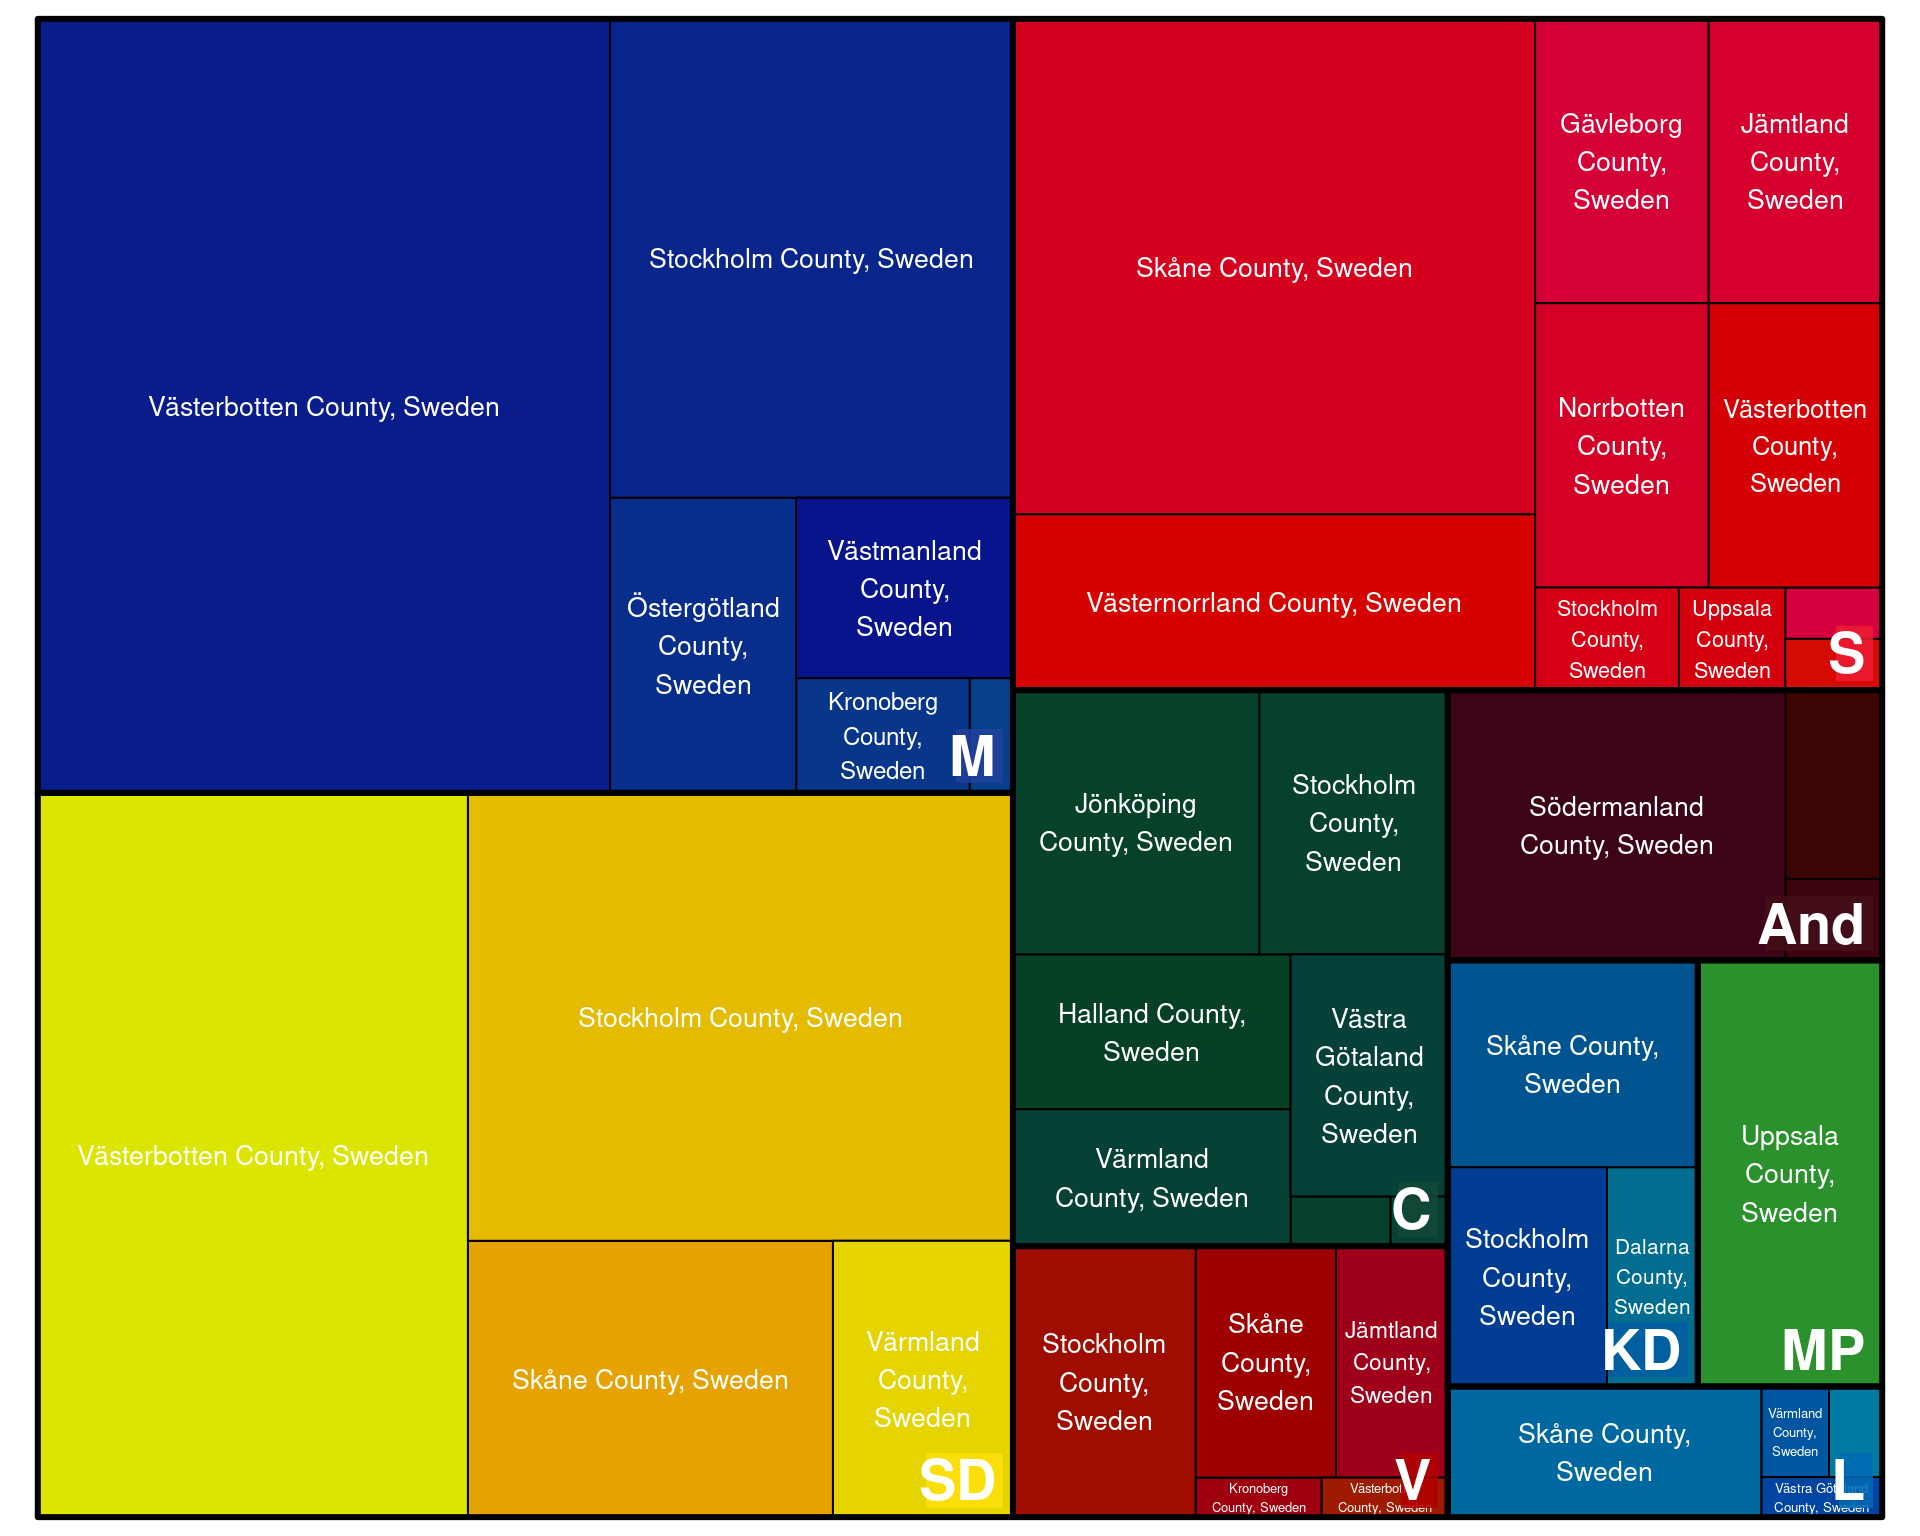 Västerbotten County, Sweden
Stockholm County, Sweden
Östergötland
County,
Sweden
Västmanland
County,
Sweden
Kronoberg
County,
Sweden
M
Skåne County, Sweden
Västernorrland County, Sweden
Gävleborg
County,
Sweden
Jämtland
County,
Sweden
Norrbotten
County,
Sweden
Västerbotten
County,
Sweden
Stockholm
County,
Sweden
Uppsala
County,
Sweden
S
Västerbotten County, Sweden
Stockholm County, Sweden
Skåne County, Sweden
Värmland
County,
Sweden
SD
Jönköping
County, Sweden
Stockholm
County,
Sweden
Halland County,
Sweden
Värmland
County, Sweden
Västra
Götaland
County,
Sweden
C
Södermanland
County, Sweden
And
Skåne County,
Sweden
Stockholm
County,
Sweden
Dalarna
County,
Sweden
KD
Uppsala
County,
Sweden
MP
Stockholm
County,
Sweden
Skåne
County,
Sweden
Jämtland
County,
Sweden
Kronoberg
County, Sweden
County, Sweden
V
Skåne County,
Sweden
Värmland
County,
Sweden
Västra
County, Sweden
L